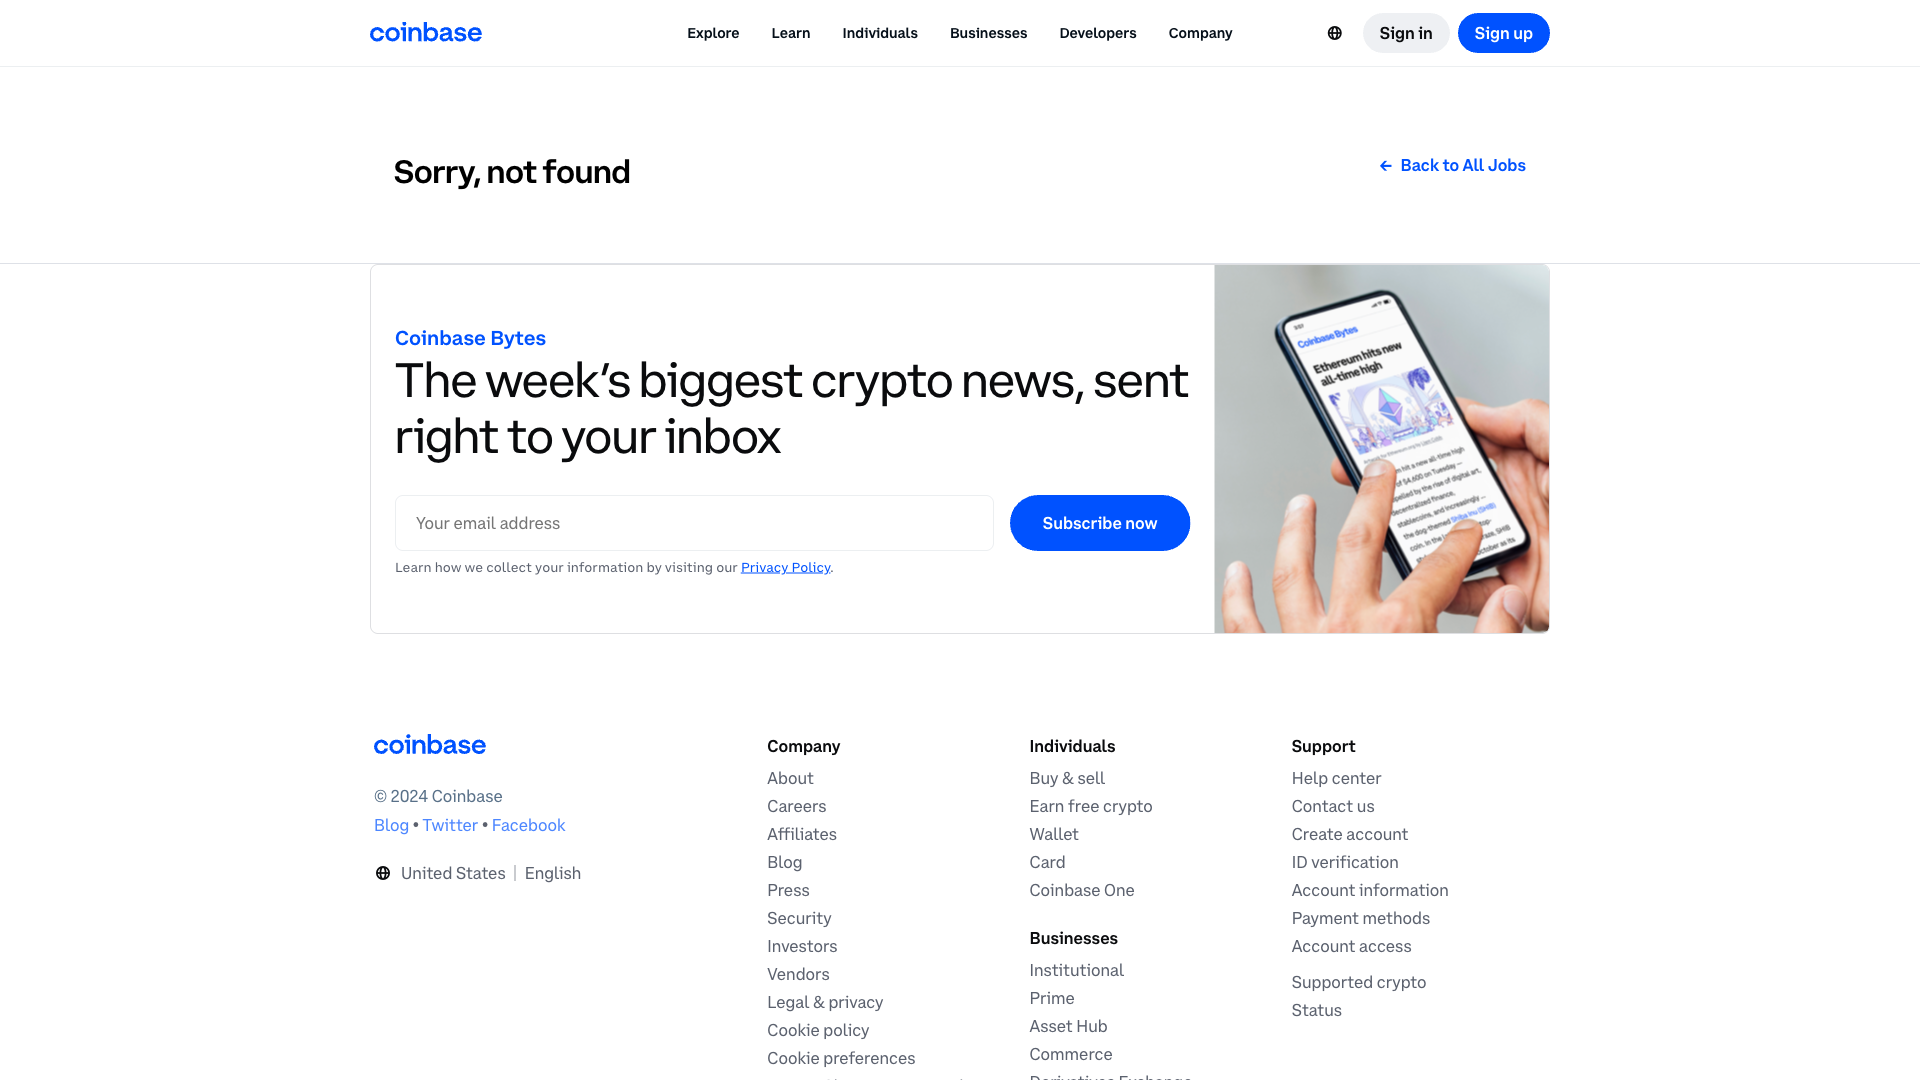 coinbase
Explore
Learn
Individuals
Businesses
Developers
Company
Sign in
Sign up
Sorry, not found
← Back to All Jobs
Coinbase Bytes
The week’s biggest crypto news, sent
right to your inbox
Your email address
Subscribe now
Learn how we collect your information by visiting our Privacy Policy.
Coinbase Bytes
Ethereum hits new
all-time high
coinbase
© 2024 Coinbase
Blog • Twitter • Facebook
United States | English
Company
About
Careers
Affiliates
Blog
Press
Security
Investors
Vendors
Legal & privacy
Cookie policy
Cookie preferences
Individuals
Buy & sell
Earn free crypto
Wallet
Card
Coinbase One
Businesses
Institutional
Prime
Asset Hub
Commerce
Support
Help center
Contact us
Create account
ID verification
Account information
Payment methods
Account access
Supported crypto
Status